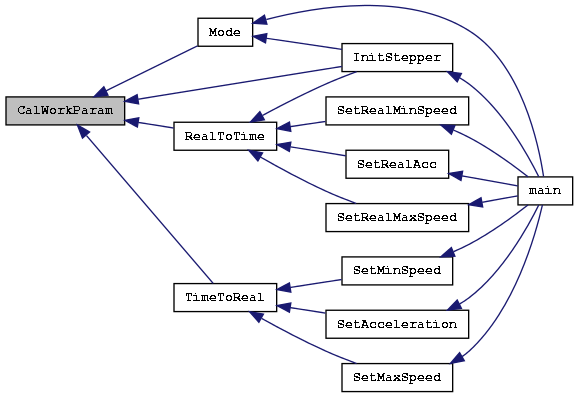 Mode
InitStepper
CalWorkParam
SetRealMinSpeed
RealToTime
SetRealAcc
main
SetRealMaxSpeed
SetMinSpeed
TimeToReal
SetAcceleration
SetMaxSpeed